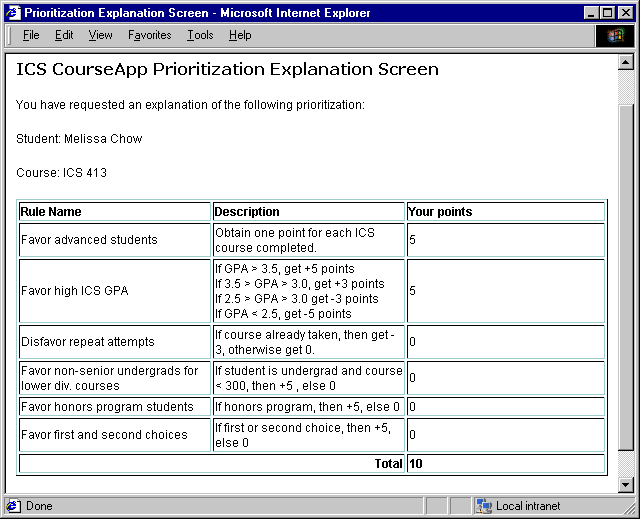 Prioritization Explanation Screen - Microsoft Internet Explorer
File Edit View Favorites Tools Help
ICS CourseApp Prioritization Explanation Screen
You have requested an explanation of the following prioritization:
Student: Melissa Chow
Course: ICS 413
Rule Name Description Your points
Favor advanced students
Obtain one point for each ICS
course completed.
5
Favor high ICS GPA
If GPA > 3.5, get +5 points
If 3.5 > GPA > 3.0, get +3 points
If 2.5 > GPA > 3.0 get -3 points
If GPA < 2.5, get -5 points
5
Disfavor repeat attempts
If course already taken, then get -
3, otherwise get 0.
0
Favor non-senior undergrads for
lower div. courses
If student is undergrad and course
< 300, then +5 , else 0
0
Favor honors program students If honors program, then +5, else 0 0
Favor first and second choices
If first or second choice, then +5,
else 0
0
Total 10
Done Local intranet